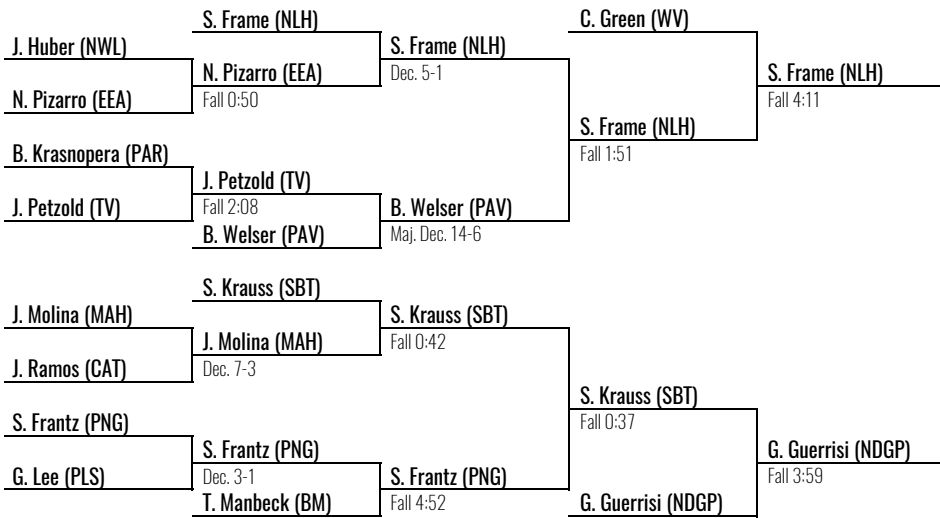 S. Frame (NLH)
C. Green (WV)
J. Huber (NWL)
S. Frame (NLH)
N. Pizarro (EEA)
Dec. 5-1
S. Frame (NLH)
N. Pizarro (EEA)
Fall 0:50
Fall 4:11
S. Frame (NLH)
B. Krasnopera (PAR)
Fall 1:51
J. Petzold (TV)
J. Petzold (TV)
Fall 2:08
B. Welser (PAV)
B. Welser (PAV)
Maj. Dec. 14-6
S. Krauss (SBT)
J. Molina (MAH)
S. Krauss (SBT)
J. Molina (MAH)
Fall 0:42
J. Ramos (CAT)
Dec. 7-3
S. Krauss (SBT)
S. Frantz (PNG)
Fall 0:37
S. Frantz (PNG)
G. Guerrisi (NDGP)
G. Lee (PLS)
Dec. 3-1
S. Frantz (PNG)
Fall 3:59
T. Manbeck (BM)
Fall 4:52
G. Guerrisi (NDGP)